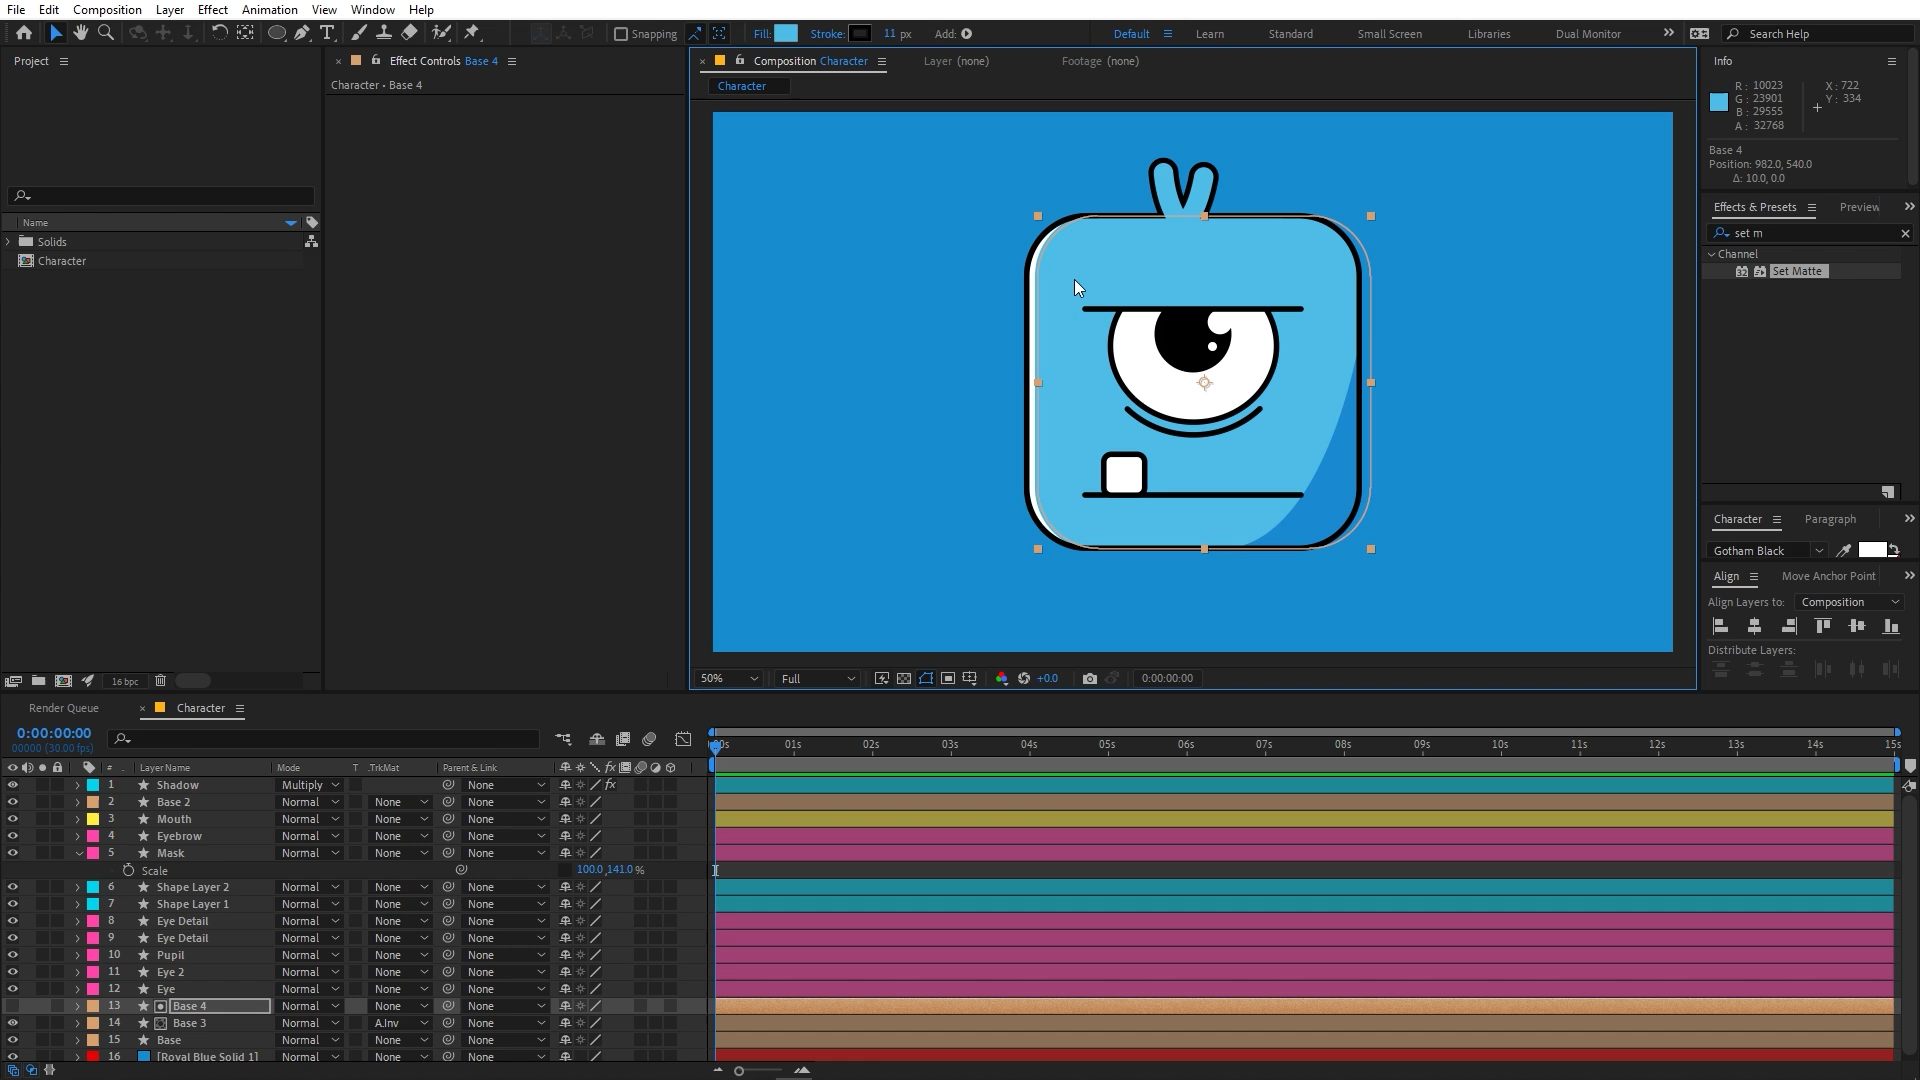 File Edit Composition Layer Effect Animation View Window Help
Snapping Fill: Stroke: 11 px Add: Default Learn Standard Small Screen Libraries Dual Monitor Search Help
Project
Effect Controls Base 4
Composition Character Layer (none) Footage (none)
Info
Character • Base 4
Character
R: 10023
G: 23901
B: 29555
A: 32768
X: 722
Y: 334
Base 4
Position: 982.0, 540.0
Δ: 10.0, 0.0
Effects & Presets Preview
set m
Channel
32
Set Matte
Name
Solids
Character
Character Paragraph
Gotham Black
Align Move Anchor Point
Align Layers to: Composition
Distribute Layers:
16 bpc
50% Full +0.0 0:00:00:00
Render Queue Character
0:00:00:00
00000 (30.00 fps)
:00s 01s 02s 03s 04s 05s 06s 07s 08s 09s 10s 11s 12s 13s 14s 15s
# Layer Name Mode T .TrkMat Parent & Link fx
1 Shadow Multiply None fx
2 Base 2 Normal None None
3 Mouth Normal None None
4 Eyebrow Normal None None
5 Mask Normal None None
Scale 100.0,141.0 %
6 Shape Layer 2 Normal None None
7 Shape Layer 1 Normal None None
8 Eye Detail Normal None None
9 Eye Detail Normal None None
10 Pupil Normal None None
11 Eye 2 Normal None None
12 Eye Normal None None
13 Base 4 Normal None None
14 Base 3 Normal A.Inv None
15 Base Normal None None
16 [Royal Blue Solid 1] Normal None None